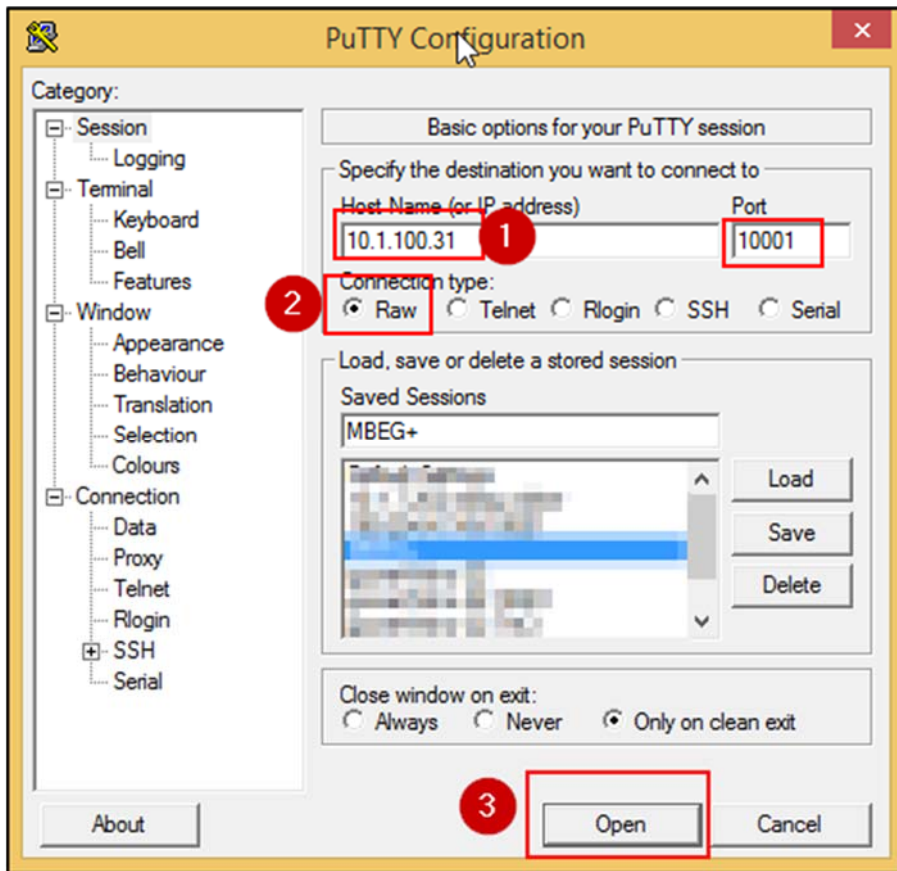 PuTTY Configuration
Category:
Session
Logging
Terminal
Keyboard
Bell
Features
Window
Appearance
Behaviour
Translation
Selection
Colours
Connection
Data
Proxy
Telnet
Rlogin
SSH
Serial
Basic options for your PuTTY session
Specify the destination you want to connect to
Host Name (or IP address) Port
10.1.100.31 1 10001
Connection type:
2 Raw Telnet Rlogin SSH Serial
Load, save or delete a stored session
Saved Sessions
MBEG+
Load
Save
Delete
Close window on exit:
Always Never Only on clean exit
About 3 Open Cancel